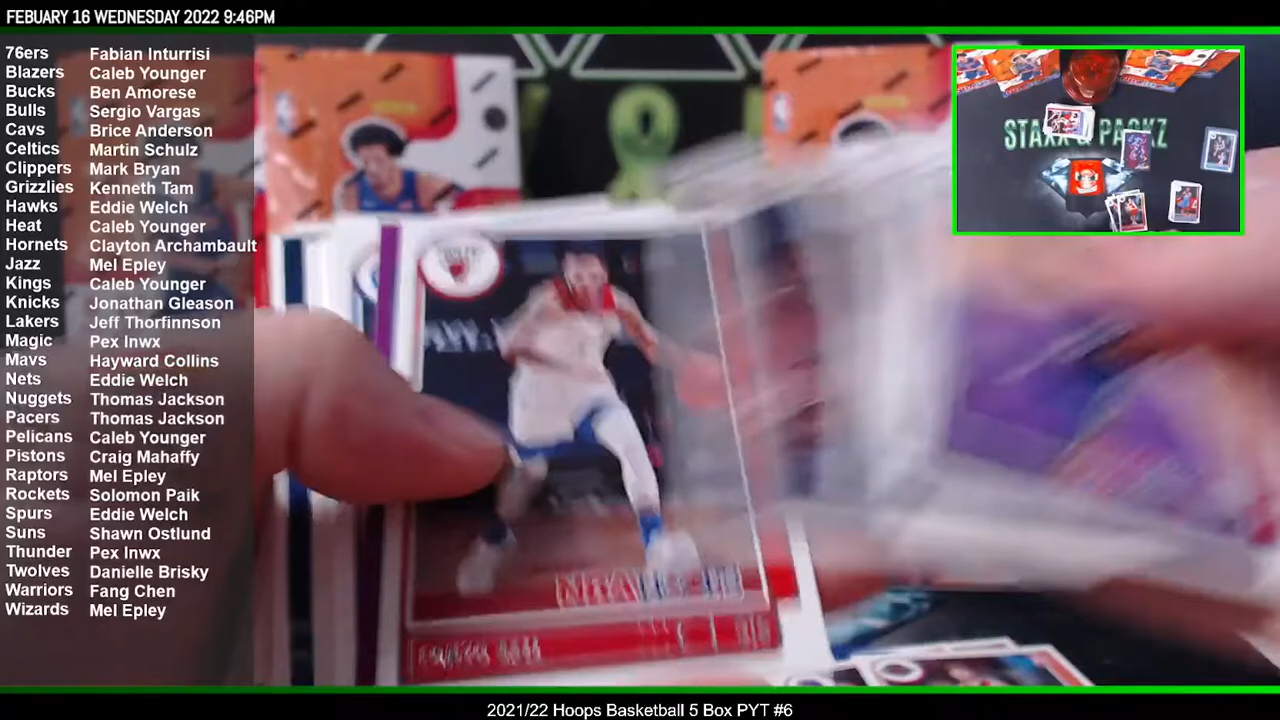 FEBUARY 16 WEDNESDAY 2022 9:46PM
76ers Fabian Inturrisi
Blazers Caleb Younger
Bucks Ben Amorese
Bulls Sergio Vargas
Cavs Brice Anderson
Celtics Martin Schulz
Clippers Mark Bryan
Grizzlies Kenneth Tam
Hawks Eddie Welch
Heat Caleb Younger
Hornets Clayton Archambault
Jazz Mel Epley
Kings Caleb Younger
Knicks Jonathan Gleason
Lakers Jeff Thorfinnson
Magic Pex Inwx
Mavs Hayward Collins
Nets Eddie Welch
Nuggets Thomas Jackson
Pacers Thomas Jackson
Pelicans Caleb Younger
Pistons Craig Mahaffy
Raptors Mel Epley
Rockets Solomon Paik
Spurs Eddie Welch
Suns Shawn Ostlund
Thunder Pex Inwx
Twolves Danielle Brisky
Warriors Fang Chen
Wizards Mel Epley
2021/22 Hoops Basketball 5 Box PYT #6